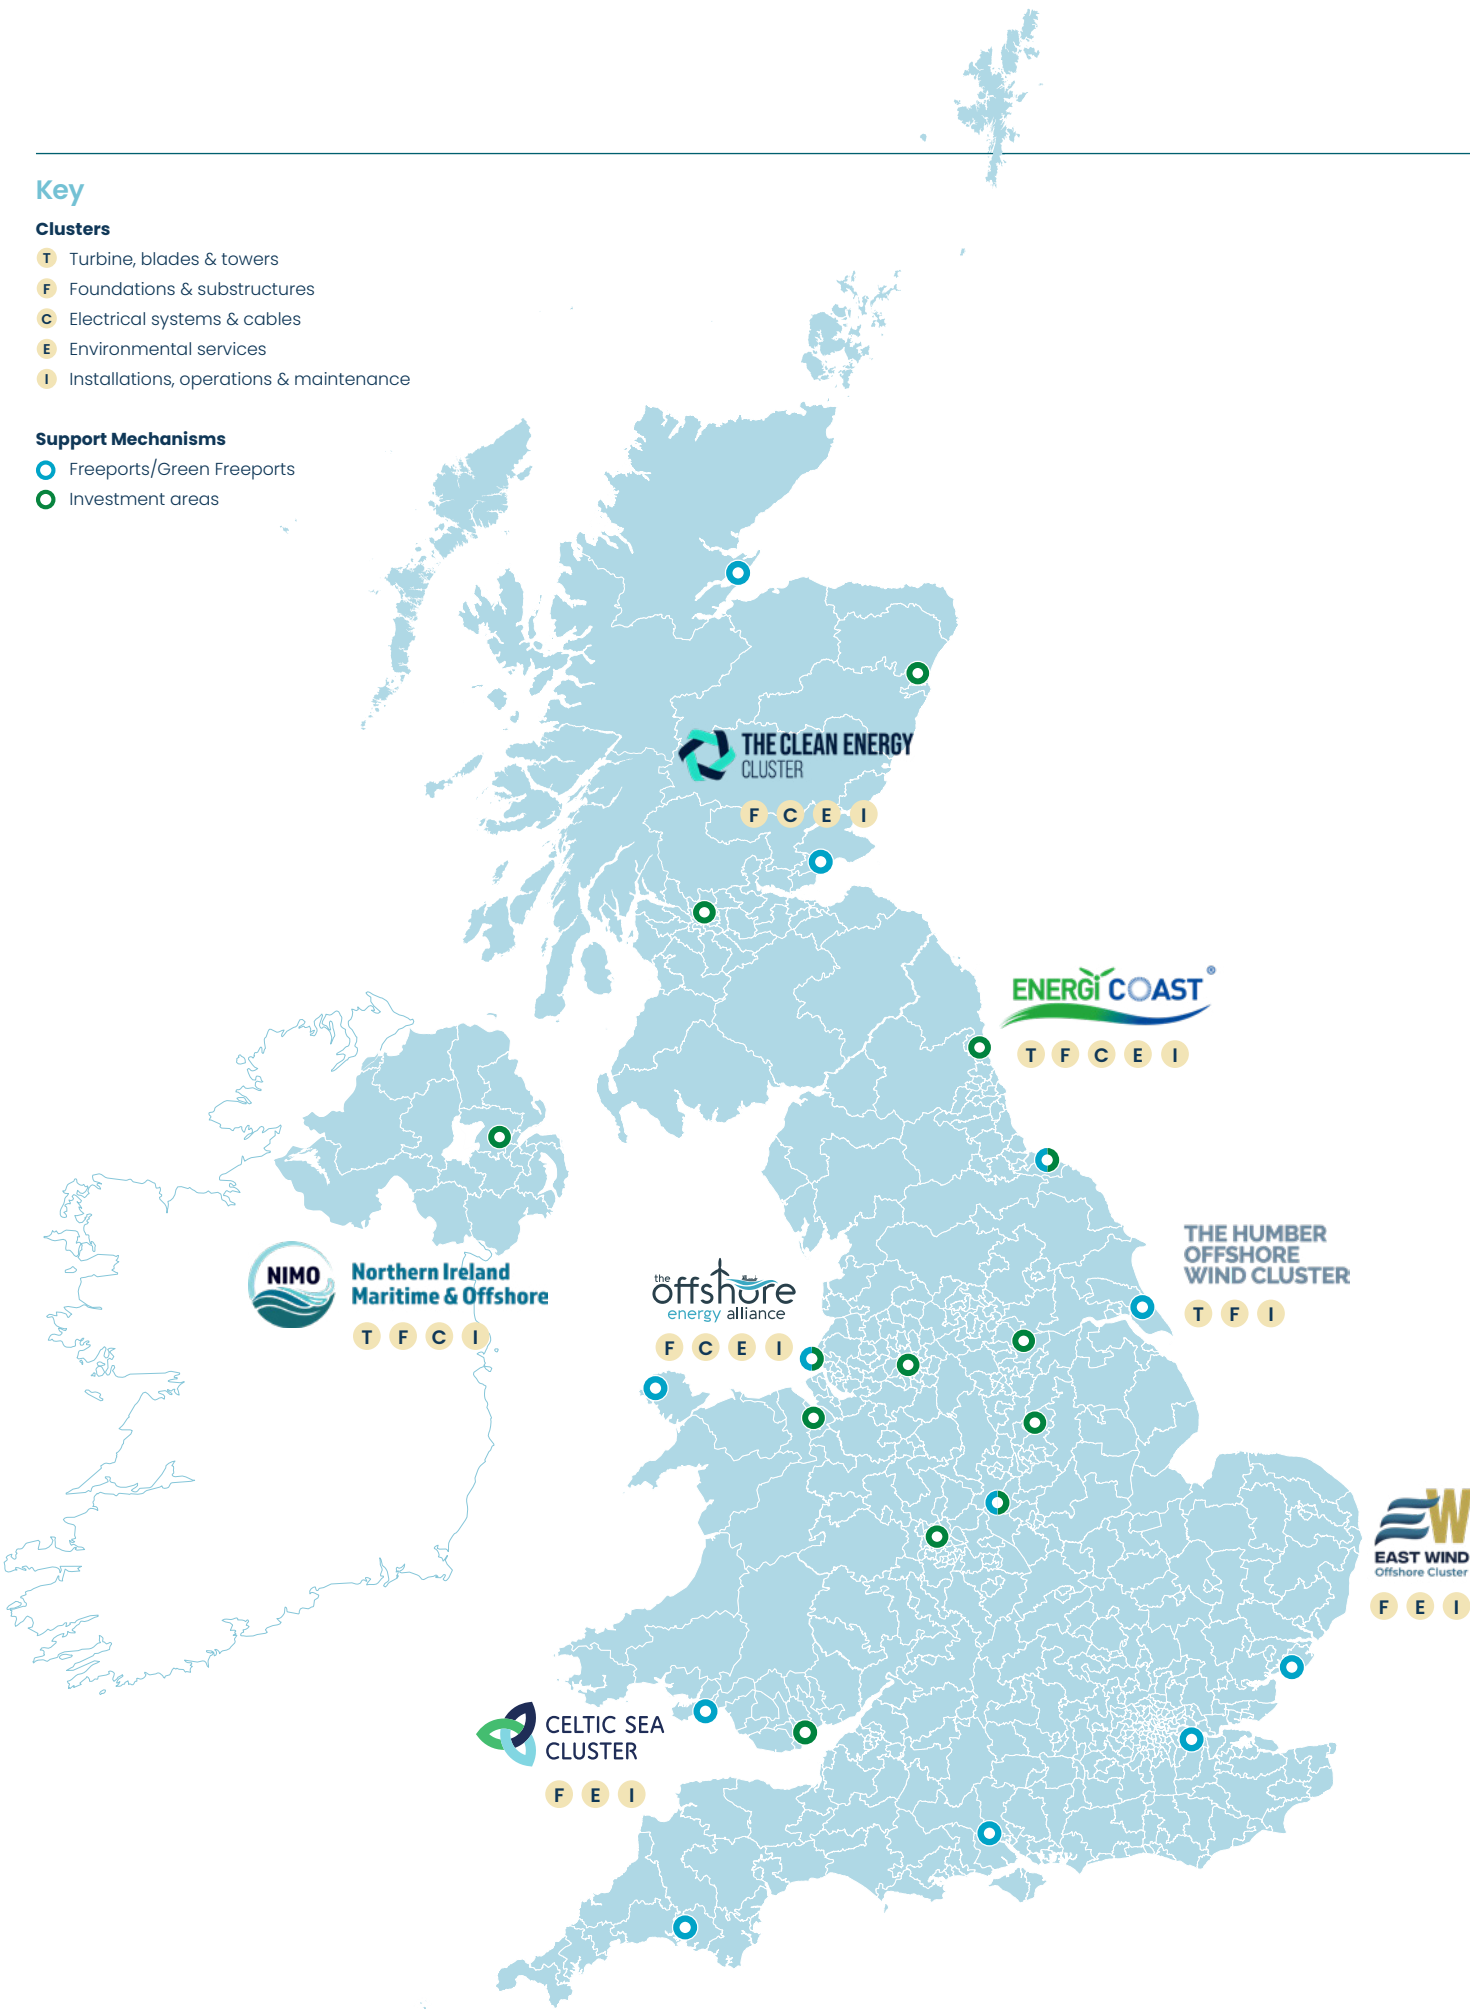 Key
Clusters
T Turbine, blades & towers
F Foundations & substructures
C Electrical systems & cables
E Environmental services
I Installations, operations & maintenance
Support Mechanisms
Freeports/Green Freeports
Investment areas
THE CLEAN ENERGY
CLUSTER
F C E I
ENERGI COAST ®
T F C E I
THE HUMBER
OFFSHORE
WIND CLUSTER
T F I
NIMO
Northern Ireland
Maritime & Offshore
T F C I
the
offshore
energy alliance
F C E I
EW
EAST WIND
Offshore Cluster
F E I
CELTIC SEA
CLUSTER
F E I